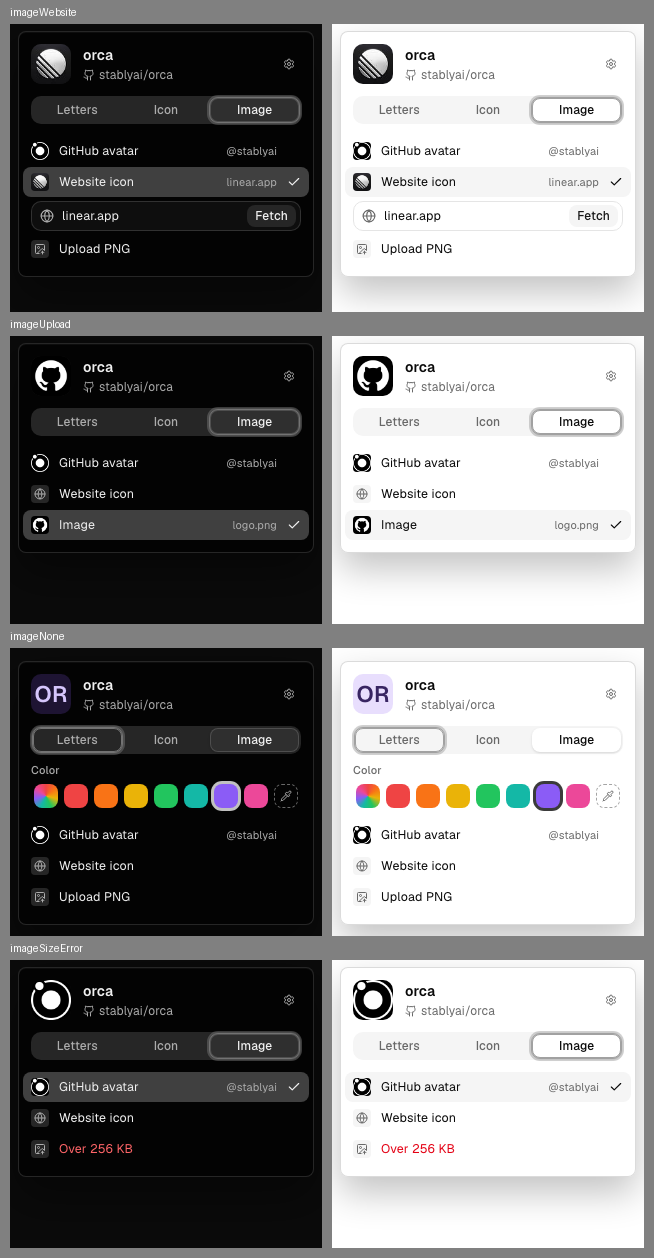 imageWebsite
orca
stablyai/orca
Letters Icon Image
GitHub avatar @stablyai
Website icon linear.app
linear.app Fetch
Upload PNG
orca
stablyai/orca
Letters Icon Image
GitHub avatar @stablyai
Website icon linear.app
linear.app Fetch
Upload PNG
imageUpload
orca
stablyai/orca
Letters Icon Image
GitHub avatar @stablyai
Website icon
Image logo.png
orca
stablyai/orca
Letters Icon Image
GitHub avatar @stablyai
Website icon
Image logo.png
imageNone
OR orca
stablyai/orca
Letters Icon Image
Color
GitHub avatar @stablyai
Website icon
Upload PNG
OR orca
stablyai/orca
Letters Icon Image
Color
GitHub avatar @stablyai
Website icon
Upload PNG
imageSizeError
orca
stablyai/orca
Letters Icon Image
GitHub avatar @stablyai
Website icon
Over 256 KB
orca
stablyai/orca
Letters Icon Image
GitHub avatar @stablyai
Website icon
Over 256 KB